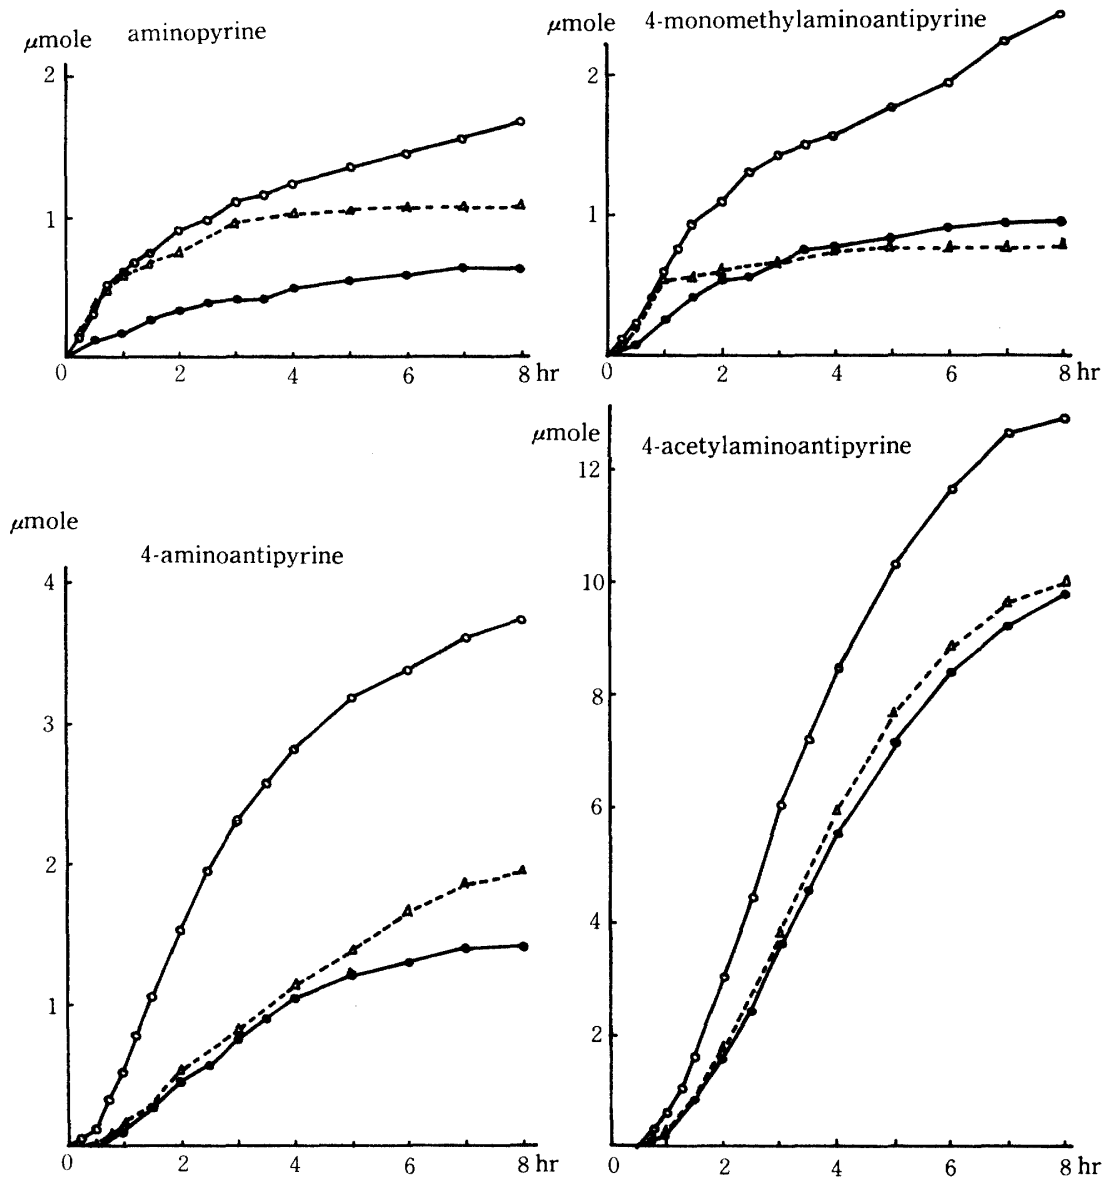 μmole aminopyrine
2
1
0 2 4 6 8 hr
μmole 4-monomethylaminoantipyrine
2
1
0 2 4 6 8 hr
μmole
4-aminoantipyrine
4
3
2
1
0 2 4 6 8 hr
μmole
4-acetylaminoantipyrine
12
10
8
6
4
2
0 2 4 6 8 hr